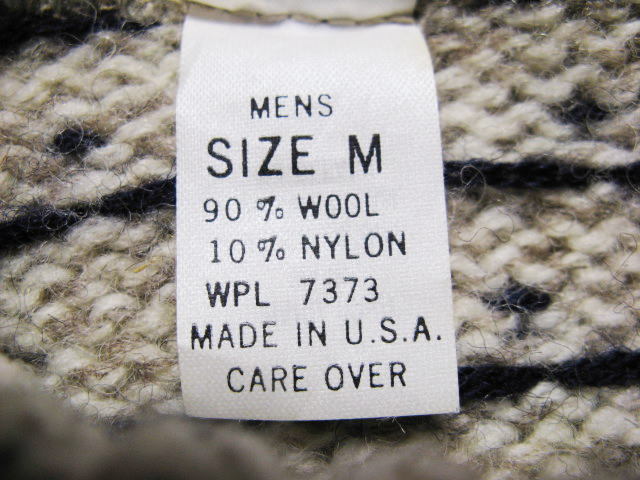 MENS
SIZE M
90 % WOOL
10 % NYLON
WPL 7373
MADE IN U.S.A.
CARE OVER